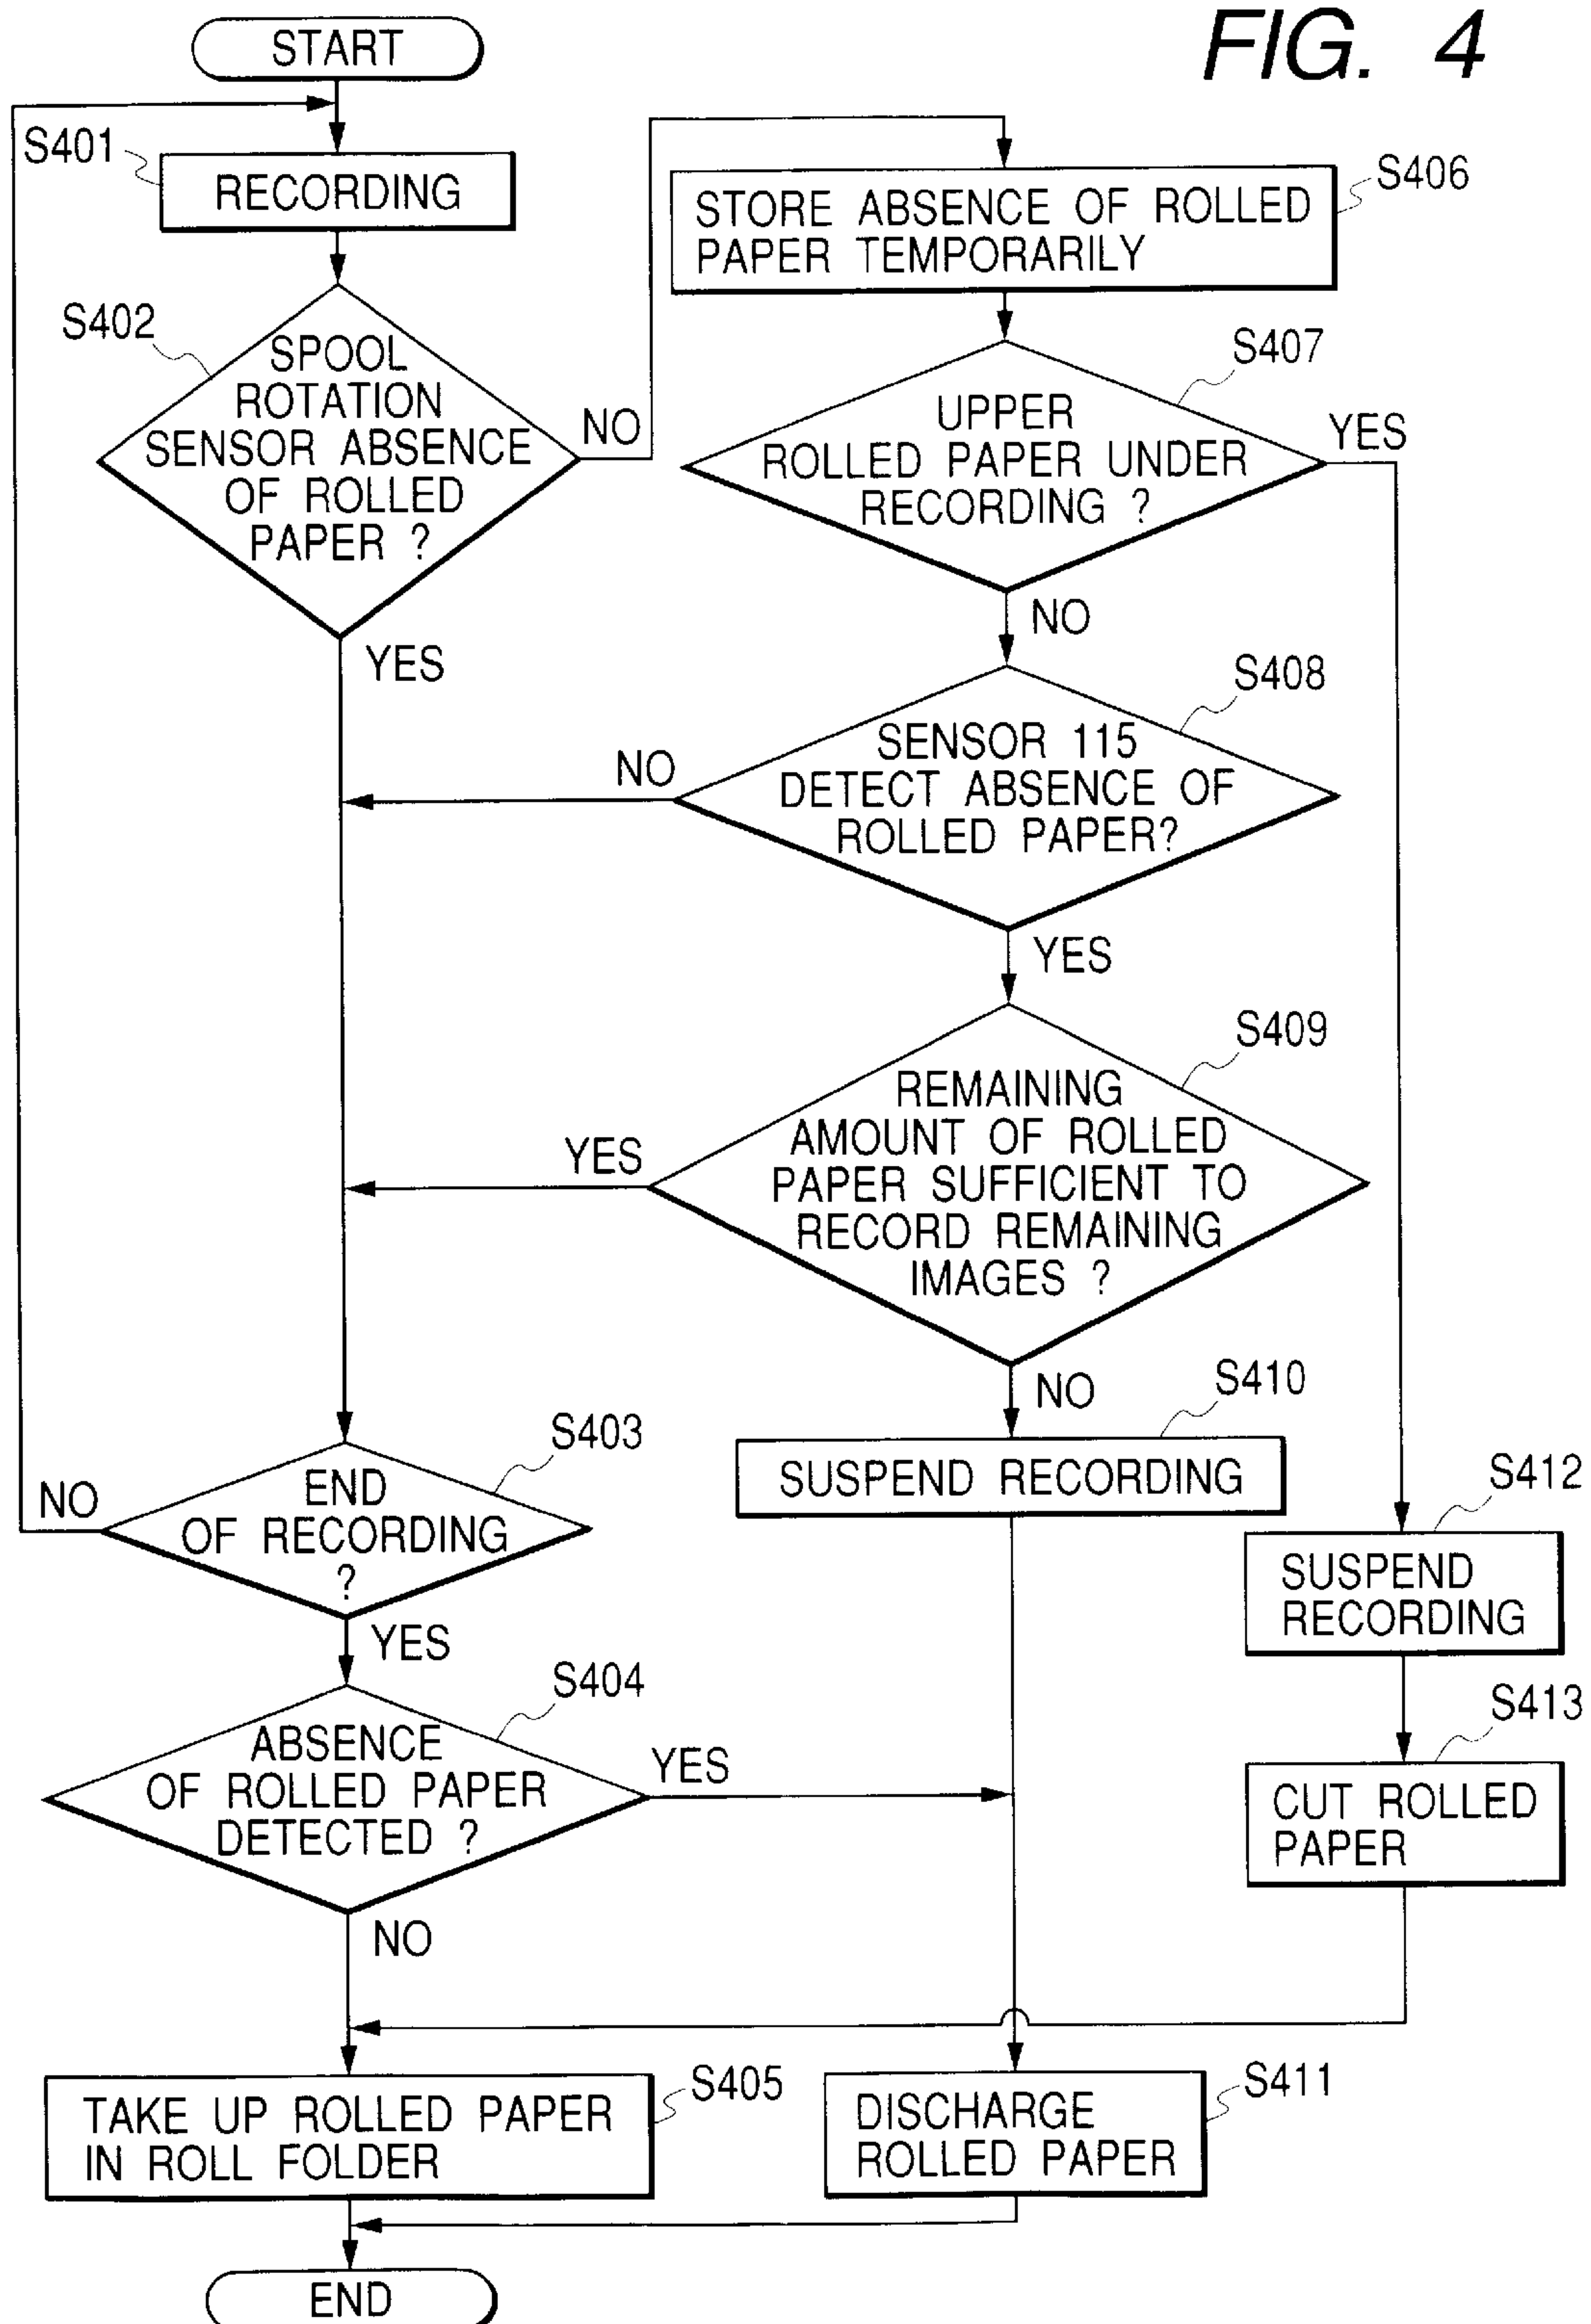 FIG. 4
START
S401
RECORDING
S402
SPOOL
ROTATION
SENSOR ABSENCE
OF ROLLED
PAPER ?
NO
YES
S406
STORE ABSENCE OF ROLLED
PAPER TEMPORARILY
S407
UPPER
ROLLED PAPER UNDER
RECORDING ?
YES
NO
S408
SENSOR 115
DETECT ABSENCE OF
ROLLED PAPER?
NO
YES
S409
REMAINING
AMOUNT OF ROLLED
PAPER SUFFICIENT TO
RECORD REMAINING
IMAGES ?
YES
NO
S410
SUSPEND RECORDING
S403
END
OF RECORDING
?
NO
YES
S412
SUSPEND
RECORDING
S404
ABSENCE
OF ROLLED PAPER
DETECTED ?
YES
NO
S413
CUT ROLLED
PAPER
S405
TAKE UP ROLLED PAPER
IN ROLL FOLDER
S411
DISCHARGE
ROLLED PAPER
END